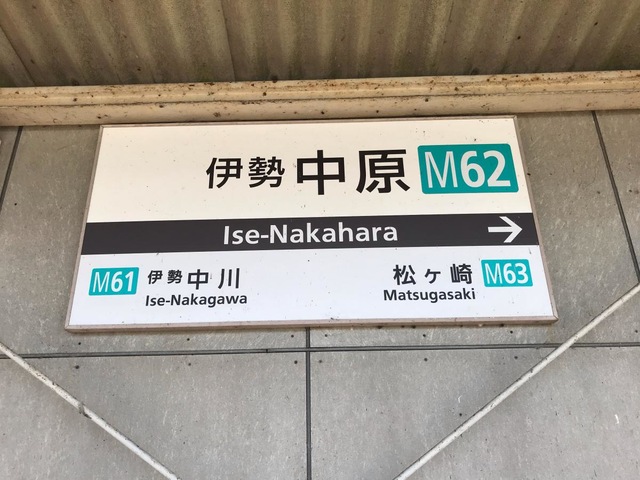 伊勢中原 M62
Ise-Nakahara →
M61 伊勢中川 松ヶ崎 M63
Ise-Nakagawa Matsugasaki